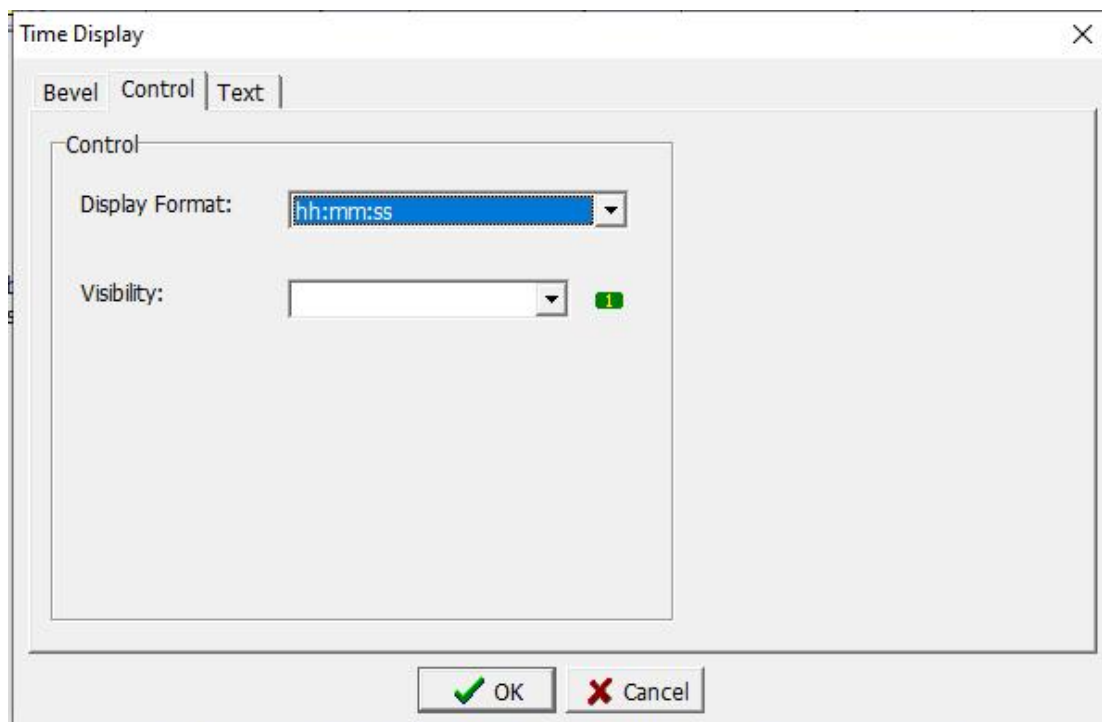 Time Display
Bevel Control Text
Control
Display Format: hh:mm:ss
Visibility: 1
OK Cancel